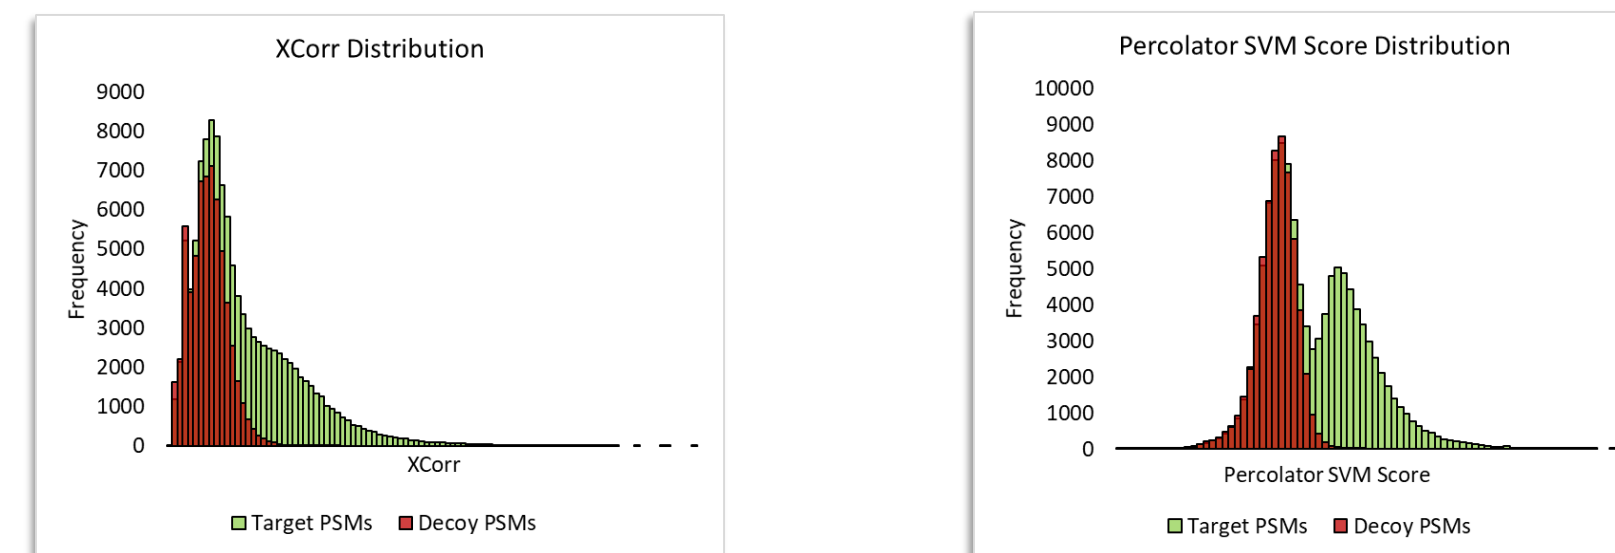 XCorr Distribution
9000
8000
7000
6000
5000
4000
3000
2000
1000
0
Frequency
XCorr
Target PSMs Decoy PSMs
Percolator SVM Score Distribution
10000
9000
8000
7000
6000
5000
4000
3000
2000
1000
0
Frequency
Percolator SVM Score
Target PSMs Decoy PSMs